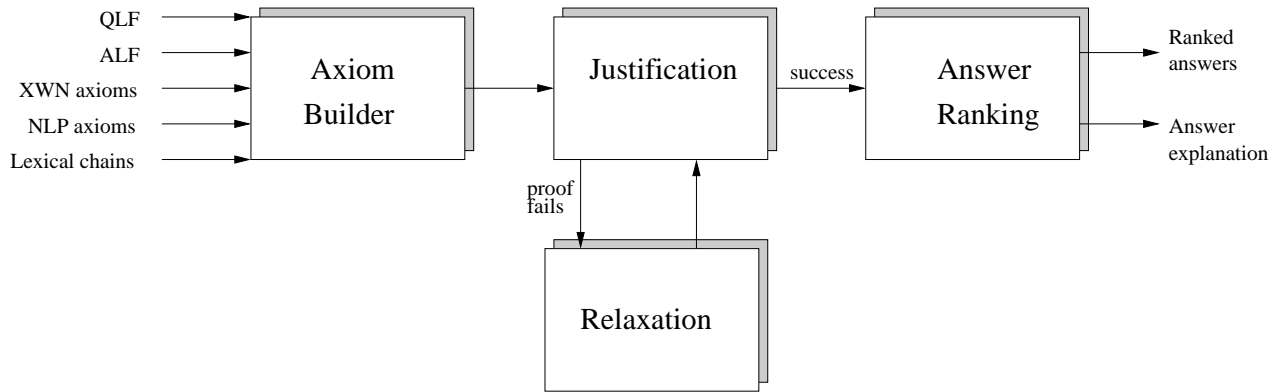 QLF
ALF
XWN axioms
NLP axioms
Lexical chains
Axiom
Builder
Justification
success
Answer
Ranking
Ranked
answers
Answer
explanation
proof
fails
Relaxation